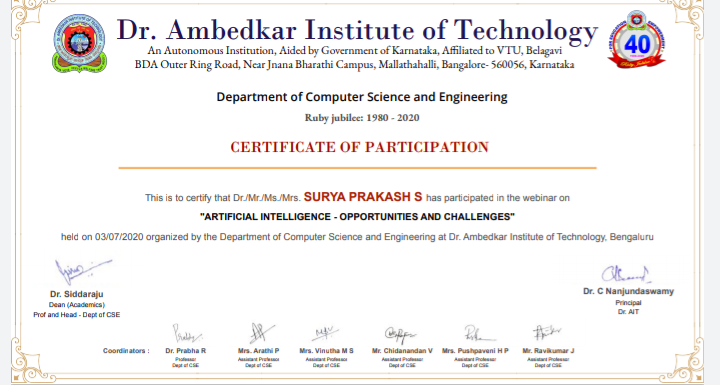 Dr. Ambedkar Institute of Technology
An Autonomous Institution, Aided by Government of Karnataka, Affiliated to VTU, Belagavi
BDA Outer Ring Road, Near Jnana Bharathi Campus, Mallathahalli, Bangalore- 560056, Karnataka
40
Ruby Jubilee
Department of Computer Science and Engineering
Ruby jubilee: 1980 - 2020
CERTIFICATE OF PARTICIPATION
This is to certify that Dr./Mr./Ms./Mrs. SURYA PRAKASH S has participated in the webinar on
"ARTIFICIAL INTELLIGENCE - OPPORTUNITIES AND CHALLENGES"
held on 03/07/2020 organized by the Department of Computer Science and Engineering at Dr. Ambedkar Institute of Technology, Bengaluru
Dr. Siddaraju
Dean (Academics)
Prof and Head - Dept of CSE
Dr. C Nanjundaswamy
Principal
Dr. AIT
Coordinators : Dr. Prabha R Mrs. Arathi P Mrs. Vinutha M S Mr. Chidanandan V Mrs. Pushpaveni H P Mr. Ravikumar J
Professor Assistant Professor Assistant Professor Assistant Professor Assistant Professor Assistant Professor
Dept of CSE Dept of CSE Dept of CSE Dept of CSE Dept of CSE Dept of CSE